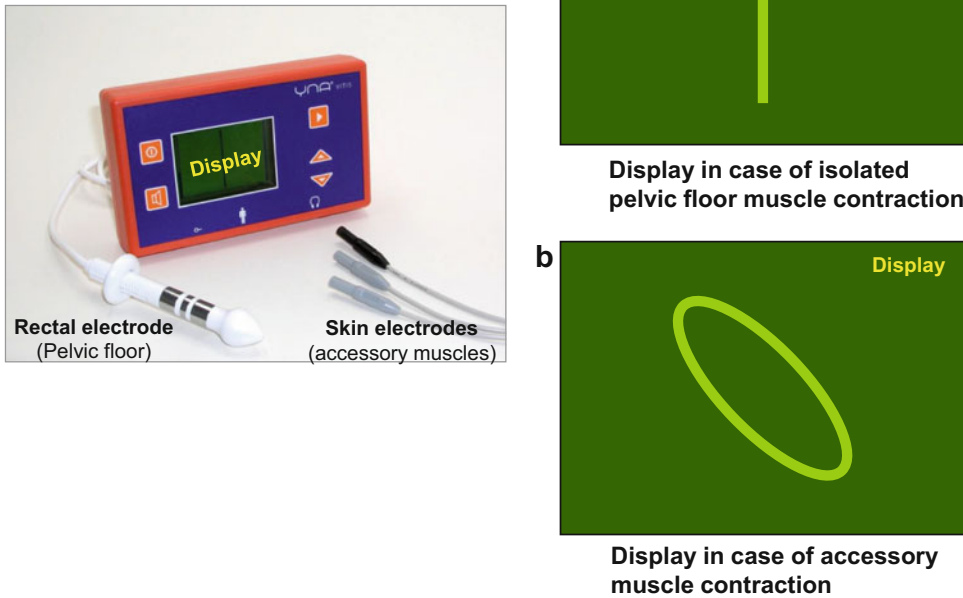 YNA
Display
Rectal electrode
(Pelvic floor)
Skin electrodes
(accessory muscles)
Display in case of isolated
pelvic floor muscle contraction
b
Display
Display in case of accessory
muscle contraction